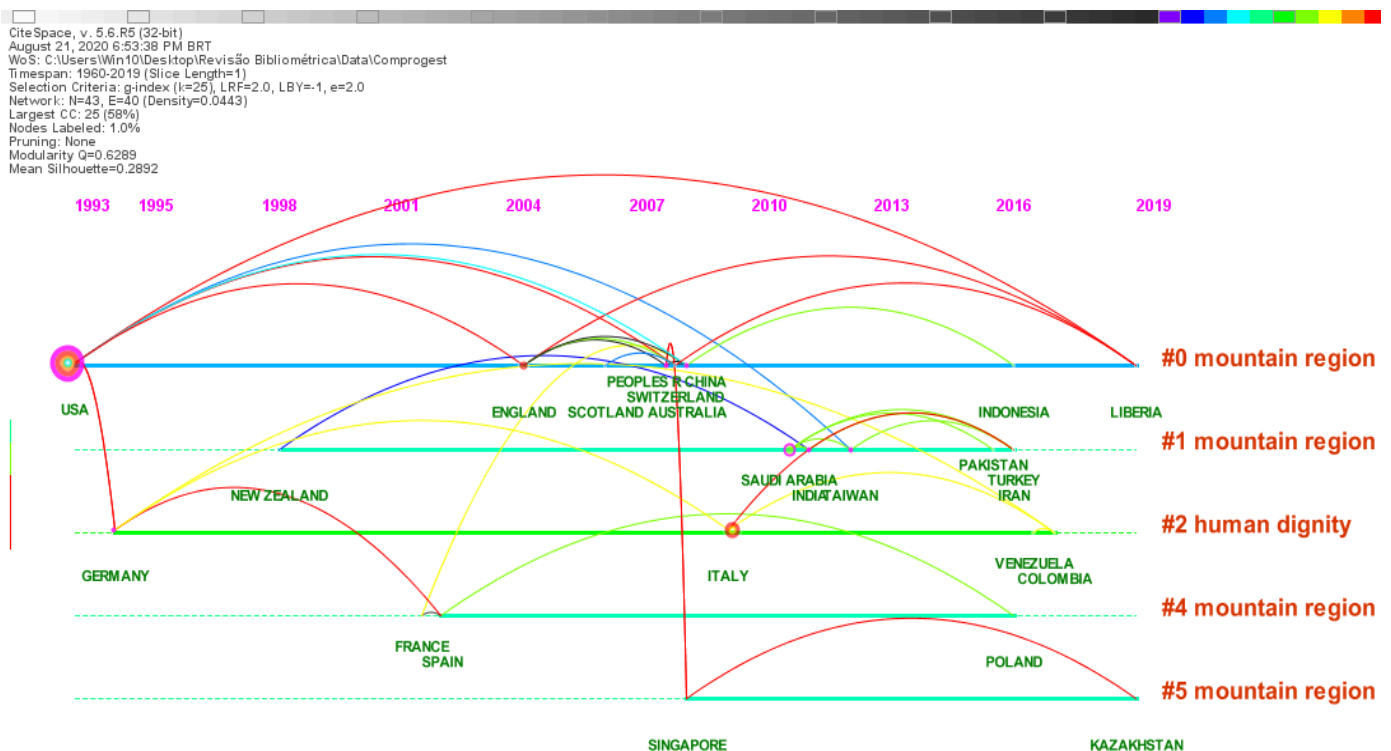 CiteSpace, v. 5.6.R5 (32-bit)
August 21, 2020 6:53:38 PM BRT
WoS: C:\Users\Win10\Desktop\Revisão Bibliométrica\Data\Comprogest
Timespan: 1960-2019 (Slice Length=1)
Selection Criteria: g-index (k=25), LRF=2.0, LBY=-1, e=2.0
Network: N=43, E=40 (Density=0.0443)
Largest CC: 25 (58%)
Nodes Labeled: 1.0%
Pruning: None
Modularity Q=0.6289
Mean Silhouette=0.2892
1993 1995 1998 2001 2004 2007 2010 2013 2016 2019
#0 mountain region
PEOPLES R CHINA
SWITZERLAND
USA ENGLAND SCOTLAND AUSTRALIA INDONESIA LIBERIA
#1 mountain region
PAKISTAN
SAUDI ARABIA TURKEY
NEW ZEALAND INDIA TAIWAN IRAN
#2 human dignity
VENEZUELA
GERMANY ITALY COLOMBIA
#4 mountain region
FRANCE
SPAIN POLAND
#5 mountain region
SINGAPORE KAZAKHSTAN